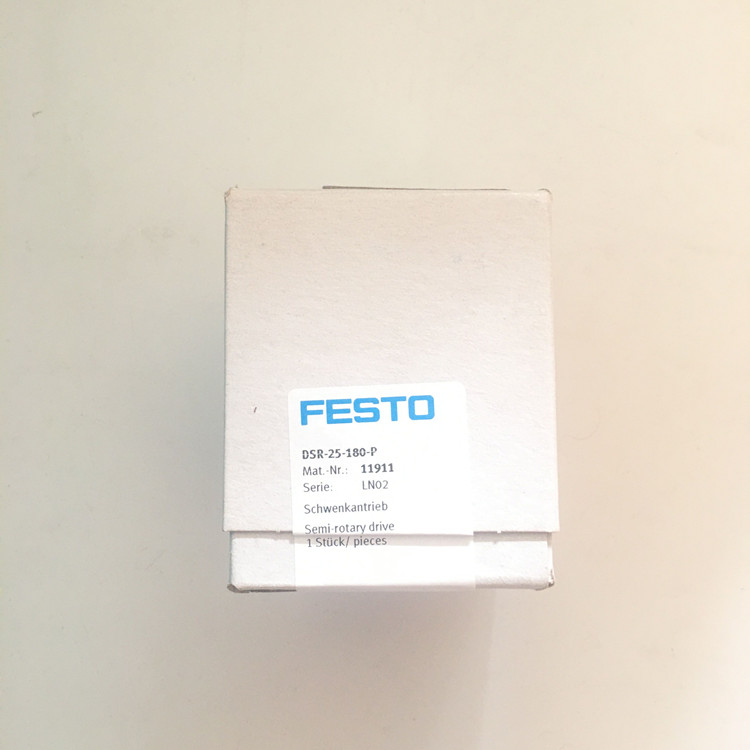 FESTO
DSR-25-180-P
Mat.-Nr.: 11911
Serie: LN02
Schwenkantrieb
Semi-rotary drive
1 Stück/ pieces